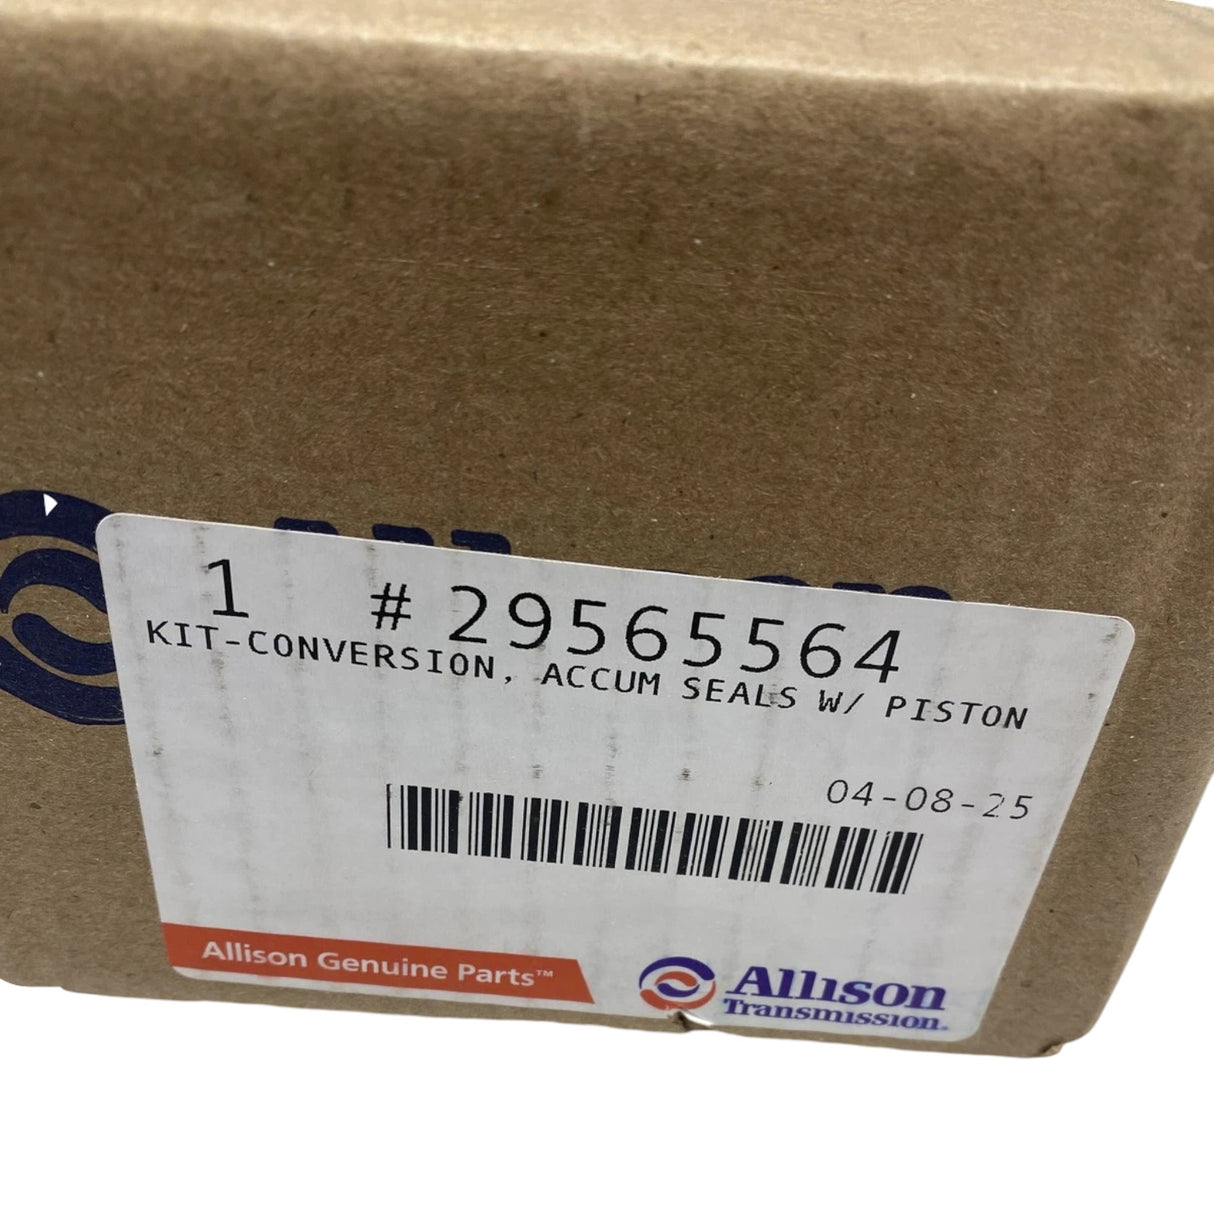 1 # 29565564
KIT-CONVERSION, ACCUM SEALS W/ PISTON
04-08-25
Allison Genuine Parts™
Allison
Transmission.